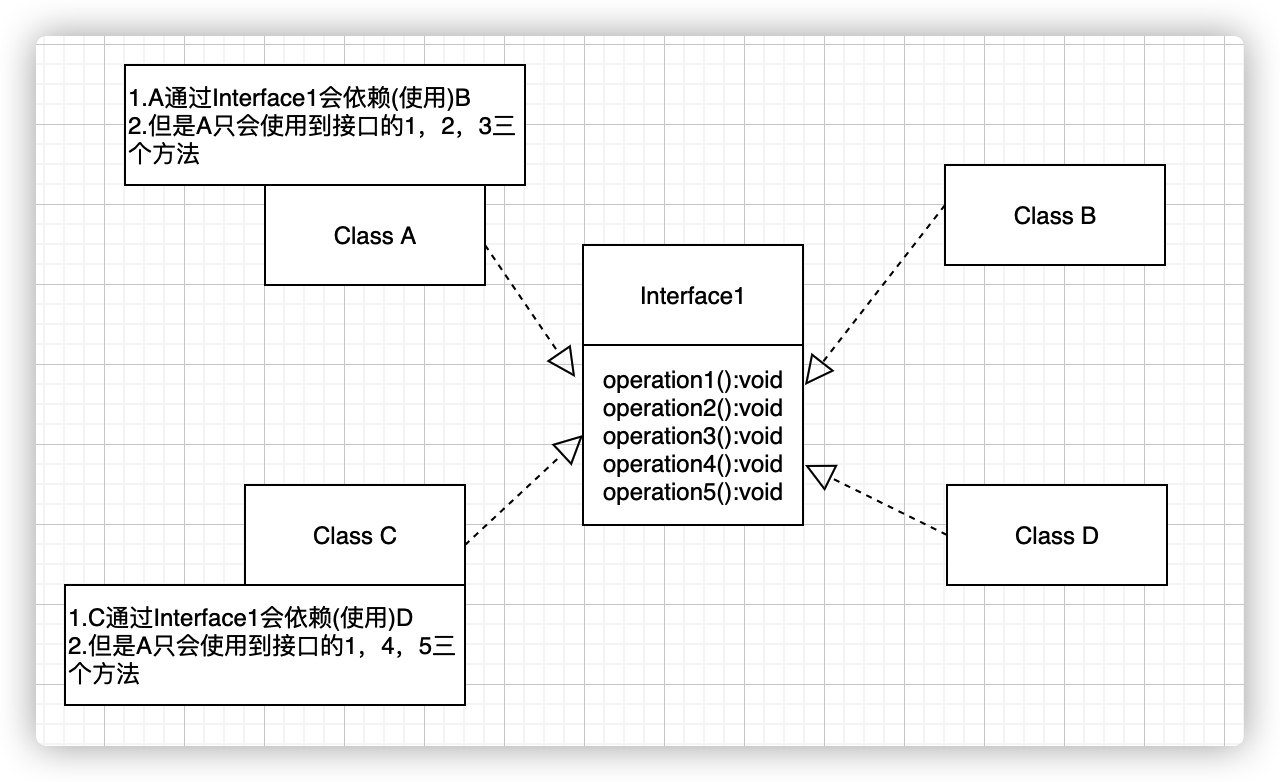 1.A通过Interface1会依赖(使用)B
2.但是A只会使用到接口的1，2，3三
个方法
Class A
Class B
Interface1
operation1():void
operation2():void
operation3():void
operation4():void
operation5():void
Class C
1.C通过Interface1会依赖(使用)D
2.但是A只会使用到接口的1，4，5三
个方法
Class D